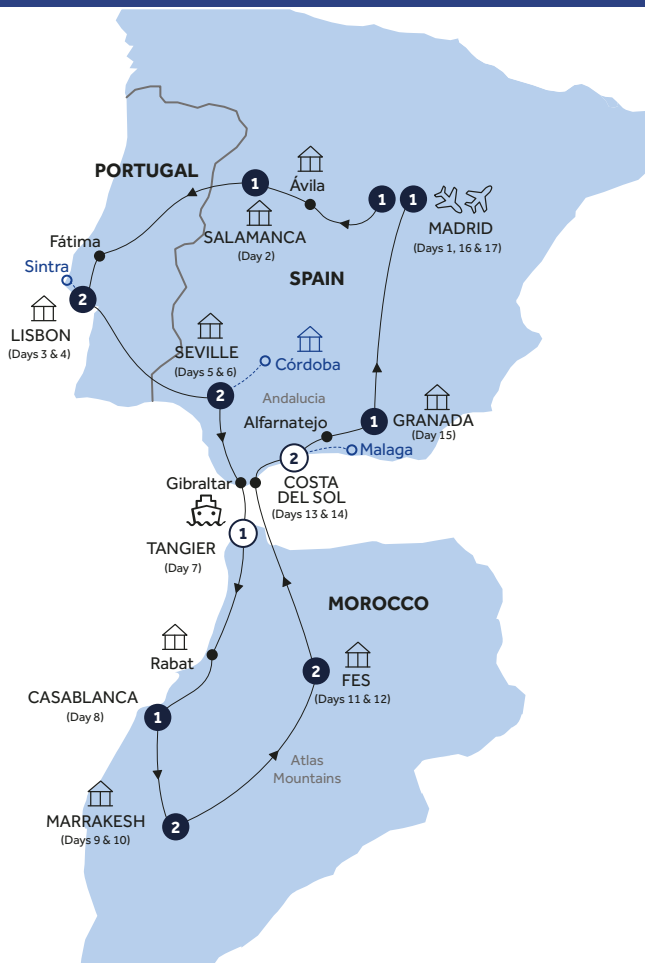 PORTUGAL
1
Ávila
1
1
MADRID
(Days 1, 16 & 17)
SALAMANCA
(Day 2)
Fátima
Sintra
2
LISBON
(Days 3 & 4)
SPAIN
SEVILLE
(Days 5 & 6)
2
Córdoba
Andalucia
Alfarnatejo
1
GRANADA
(Day 15)
2
Malaga
COSTA
DEL SOL
(Days 13 & 14)
Gibraltar
1
TANGIER
(Day 7)
MOROCCO
Rabat
2
FES
(Days 11 & 12)
CASABLANCA
(Day 8)
1
Atlas
Mountains
MARRAKESH
(Days 9 & 10)
2